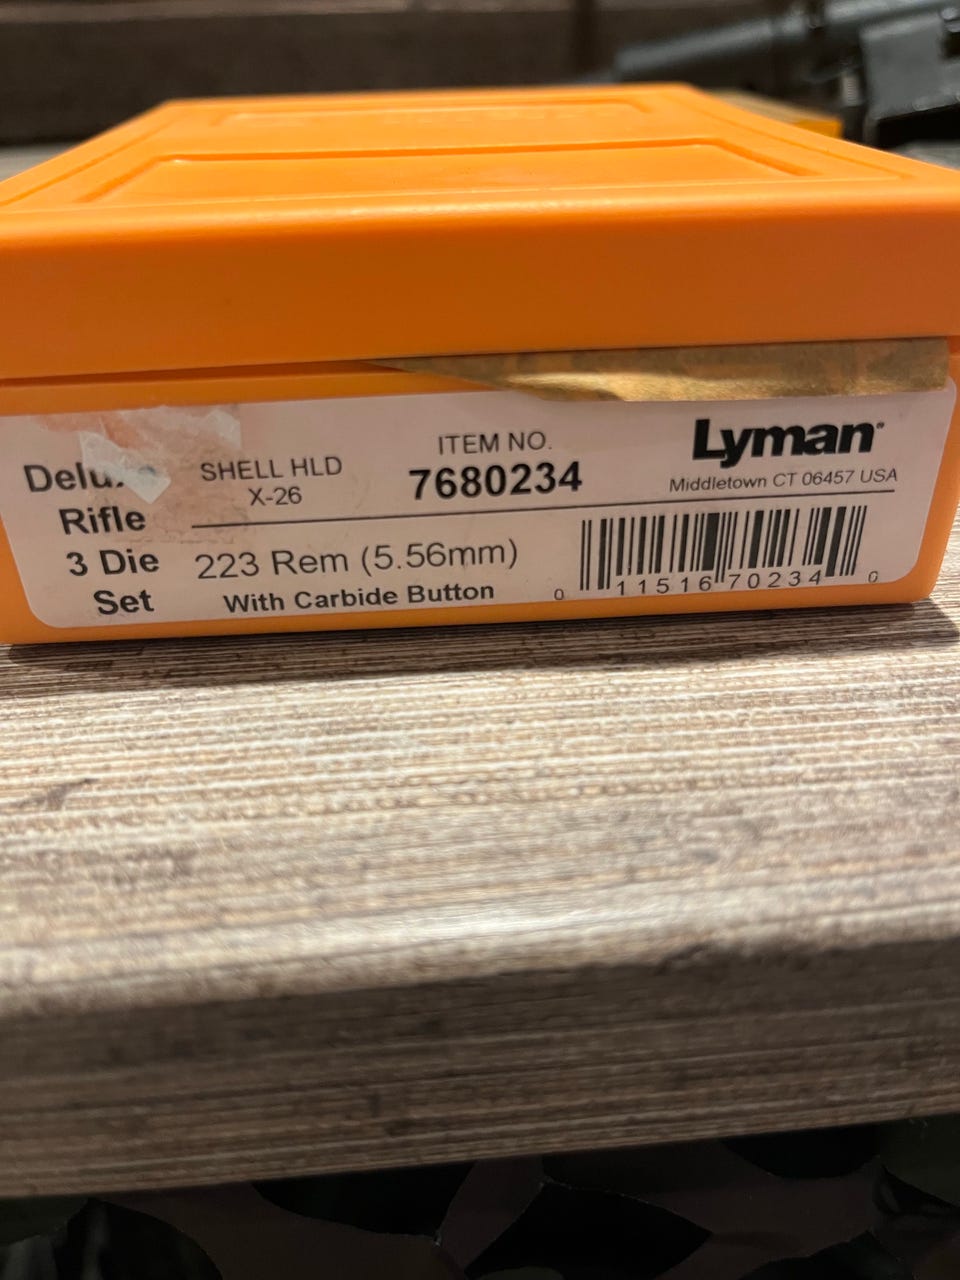 Rifle
3 Die
Set
SHELL HLD
X-26
ITEM NO.
7680234
223 Rem (5.56mm)
With Carbide Button
Lyman®
Middletown CT 06457 USA
0 11516 70234 0